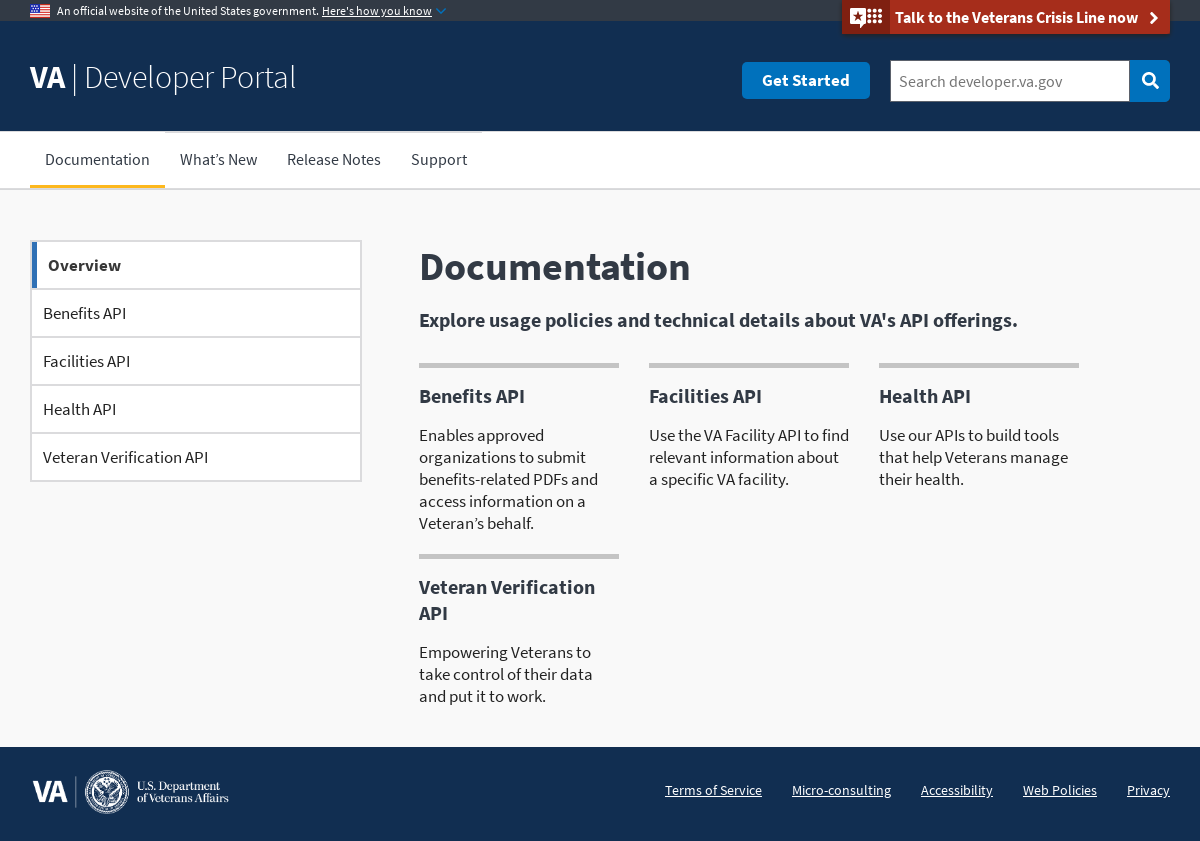 An official website of the United States government. Here's how you know
Talk to the Veterans Crisis Line now
VA | Developer Portal
Get Started
Search developer.va.gov
Documentation What’s New Release Notes Support
Overview
Benefits API
Facilities API
Health API
Veteran Verification API
Documentation
Explore usage policies and technical details about VA's API offerings.
Benefits API
Enables approved
organizations to submit
benefits-related PDFs and
access information on a
Veteran’s behalf.
Facilities API
Use the VA Facility API to find
relevant information about
a specific VA facility.
Health API
Use our APIs to build tools
that help Veterans manage
their health.
Veteran Verification
API
Empowering Veterans to
take control of their data
and put it to work.
VA
U.S. Department
of Veterans Affairs
Terms of Service Micro-consulting Accessibility Web Policies Privacy